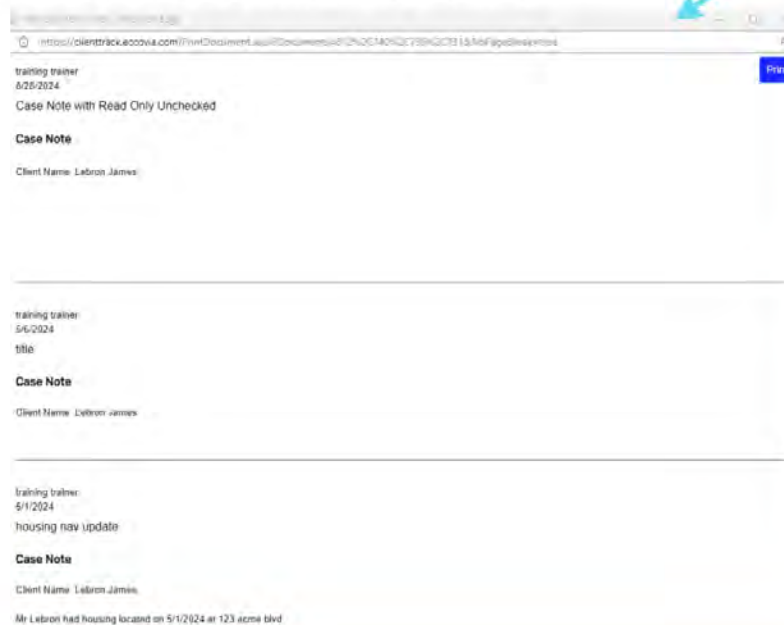 https://clienttrack.eccovia.com/
Print
training trainer
6/26/2024
Case Note with Read Only Unchecked
Case Note
Client Name Lebron James
training trainer
5/6/2024
title
Case Note
Client Name Lebron James
training trainer
5/1/2024
housing nav update
Case Note
Client Name Lebron James
Mr Lebron had housing located on 5/1/2024 at 123 acme blvd